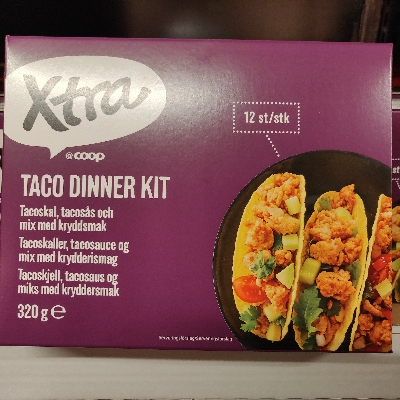 X-tra
@coop
12 st/stk
TACO DINNER KIT
Tacoskal, tacosås och
mix med kryddsmak
Tacoskaller, tacosauce og
mix med krydderismag
Tacoskjell, tacosaus og
miks med kryddersmak
320 g ℮